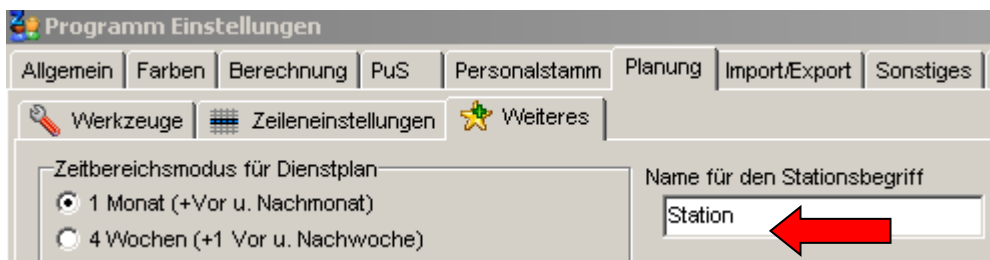 Programm Einstellungen
Allgemein Farben Berechnung PuS Personalstamm Planung Import/Export Sonstiges
Werkzeuge Zeileneinstellungen Weiteres
Zeitbereichsmodus für Dienstplan
1 Monat (+Vor u. Nachmonat)
4 Wochen (+1 Vor u. Nachwoche)
Name für den Stationsbegriff
Station